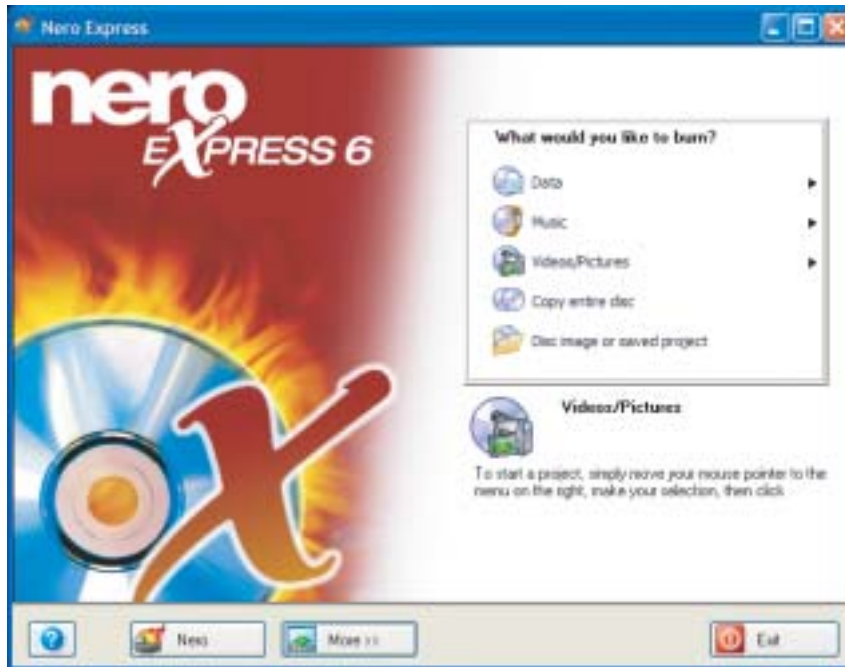 Nero Express
nero
EXPRESS 6
What would you like to burn?
Data
Music
Videos/Pictures
Copy entire disc
Disc image or saved project
Videos/Pictures
To start a project, simply move your mouse pointer to the
menu on the right, make your selection, then click
?
Nero
More >>
Exit